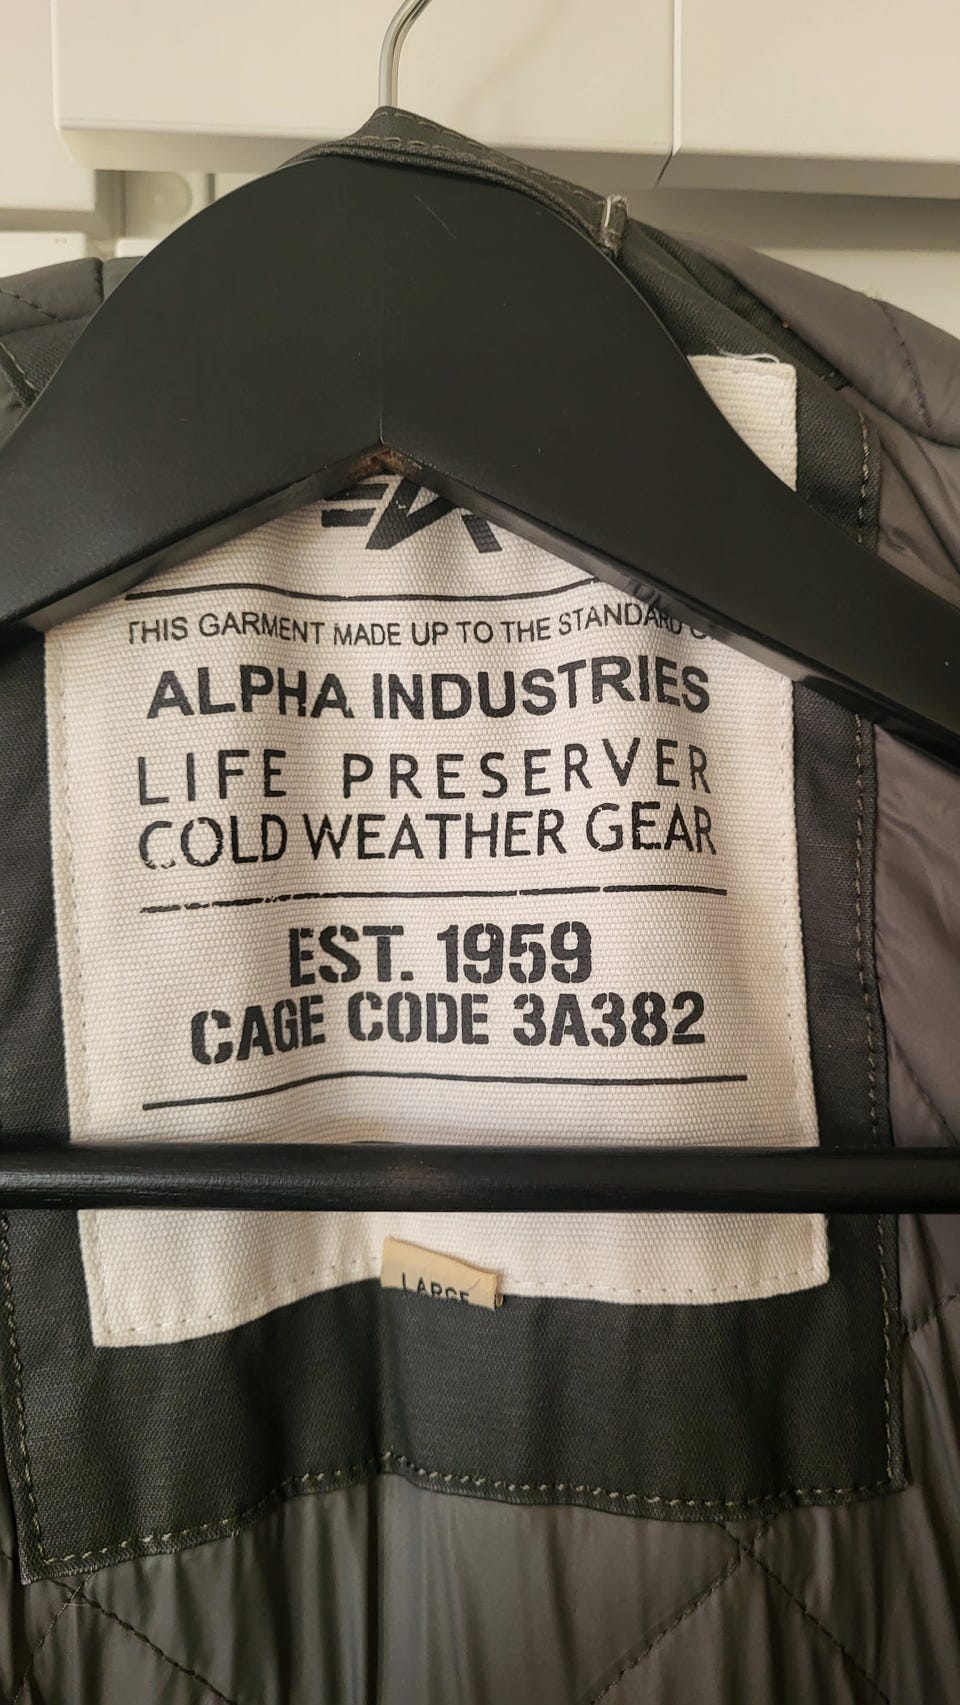 THIS GARMENT MADE UP TO THE STANDARD
ALPHA INDUSTRIES
LIFE PRESERVER
COLD WEATHER GEAR
EST. 1959
CAGE CODE 3A382
LARGE